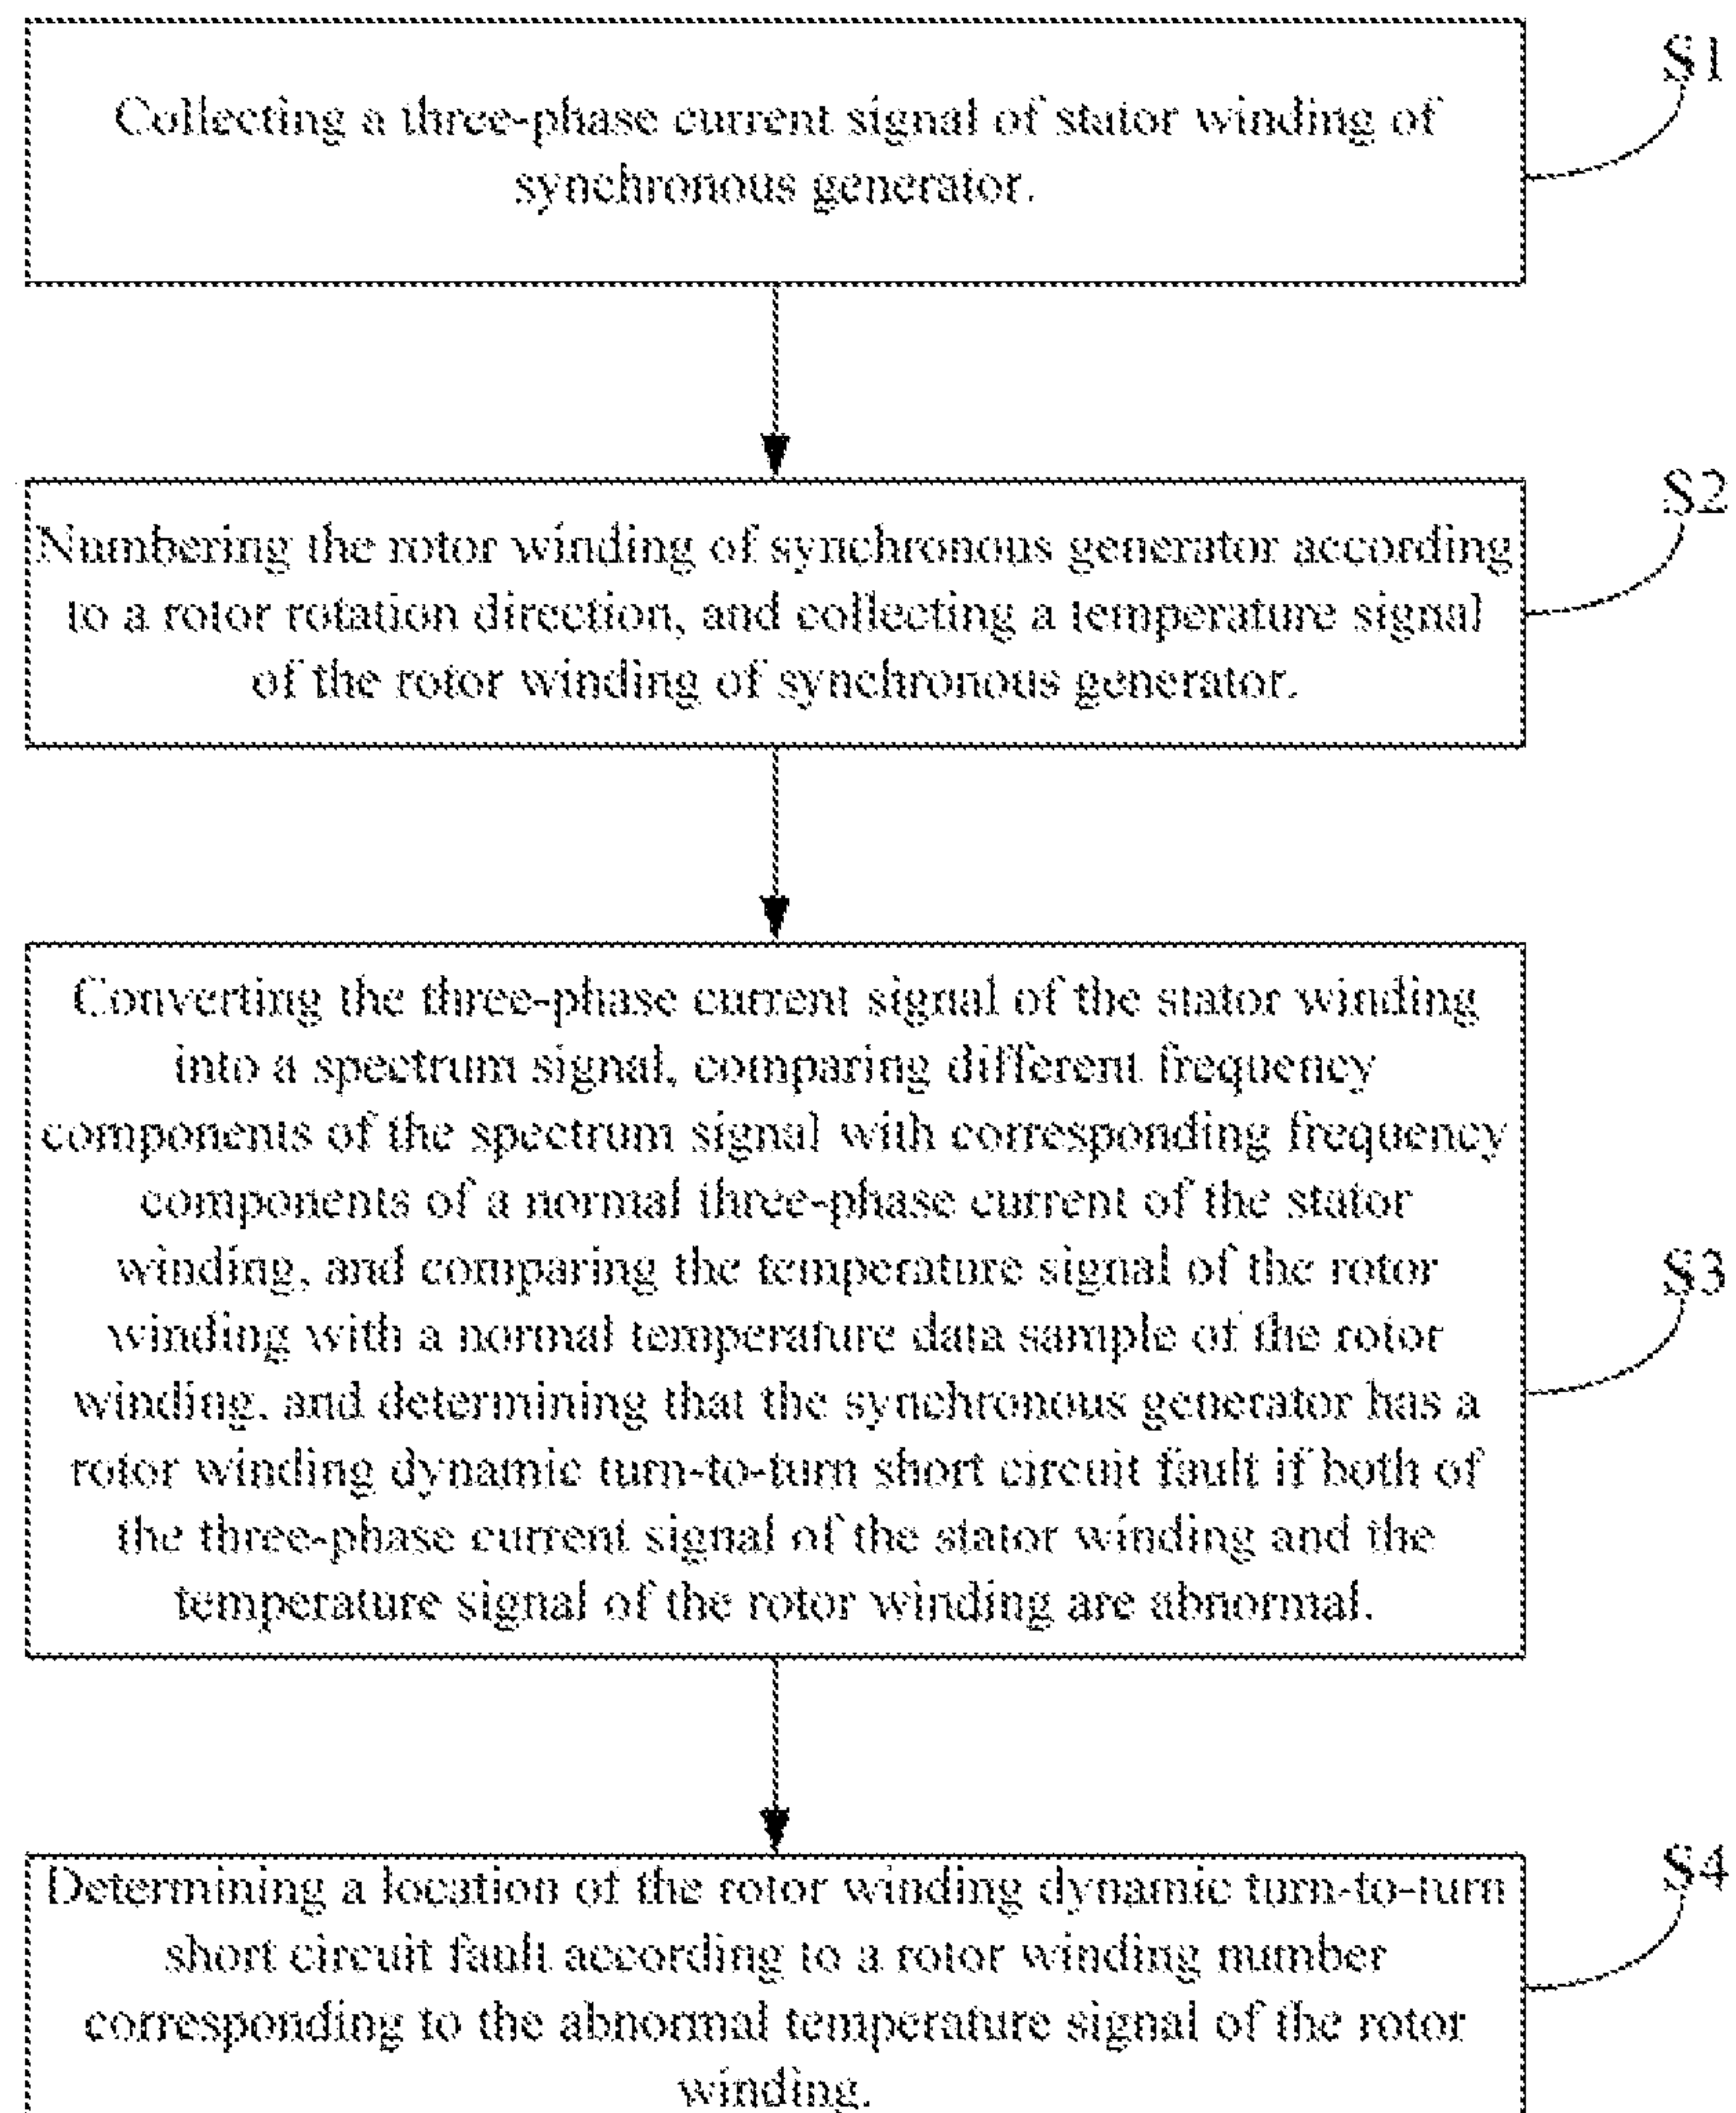 S1
Collecting a three-phase current signal of stator winding of
synchronous generator.
S2
Numbering the rotor winding of synchronous generator according
to a rotor rotation direction, and collecting a temperature signal
of the rotor winding of synchronous generator.
Converting the three-phase current signal of the stator winding
into a spectrum signal, comparing different frequency
components of the spectrum signal with corresponding frequency
components of a normal three-phase current of the stator
winding, and comparing the temperature signal of the rotor
S3
winding with a normal temperature data sample of the rotor
winding, and determining that the synchronous generator has a
rotor winding dynamic turn-to-turn short circuit fault if both of
the three-phase current signal of the stator winding and the
temperature signal of the rotor winding are abnormal.
S4
Determining a location of the rotor winding dynamic turn-to-turn
short circuit fault according to a rotor winding number
corresponding to the abnormal temperature signal of the rotor
winding.